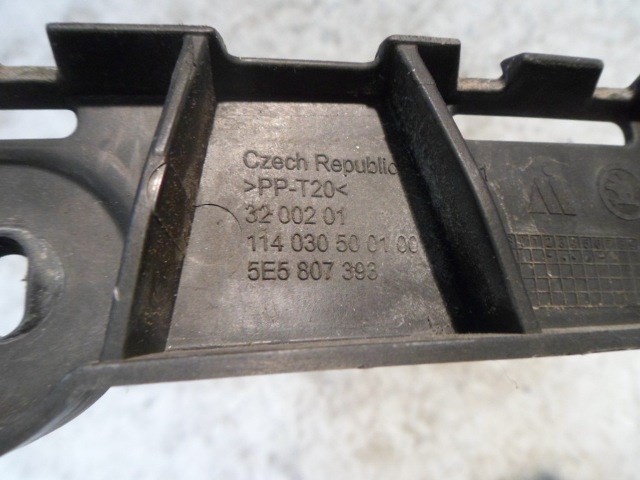 Czech Republic
>PP-T20<
32 002 01
114 030 50 01 00
5E5 807 393